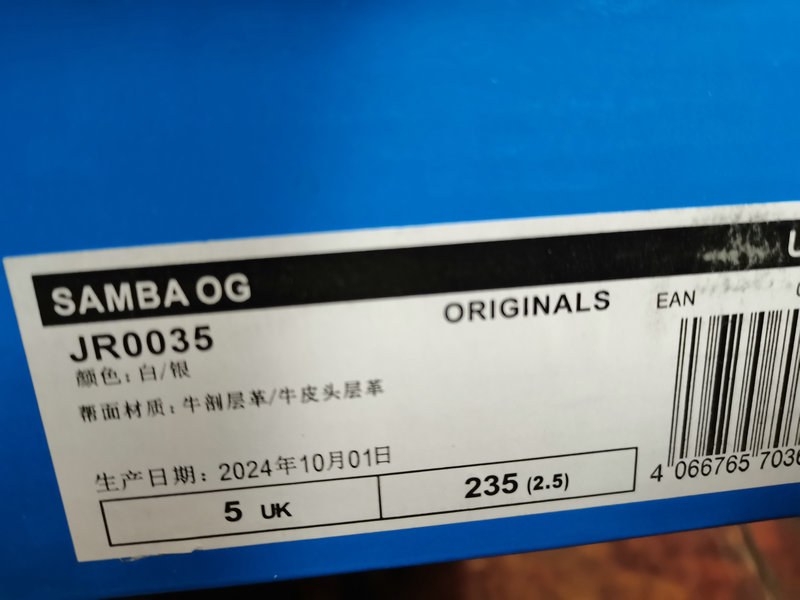 SAMBA OG
ORIGINALS
EAN
JR0035
颜色: 白/银
帮面材质: 牛剖层革/牛皮头层革
生产日期: 2024年10月01日
5 UK
235 (2.5)
4 066765 7036